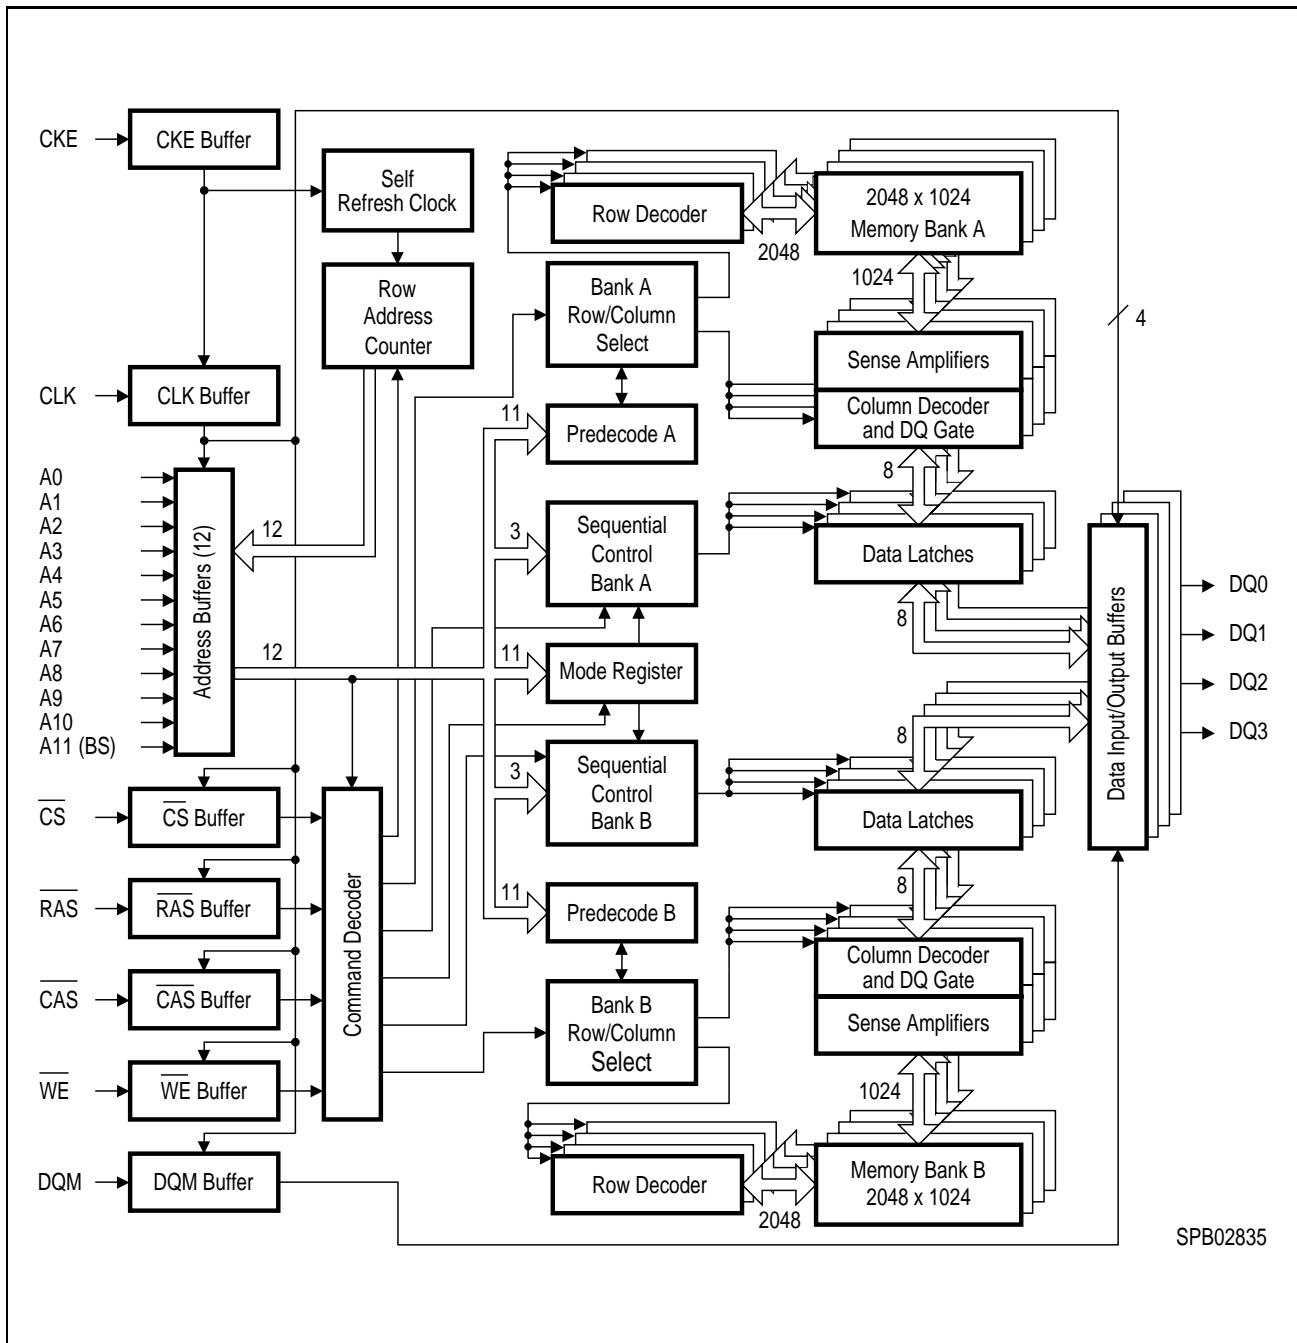 CKE
CKE Buffer
Self
Refresh Clock
Row Decoder
2048
2048 x 1024
Memory Bank A
1024
Row
Address
Counter
Bank A
Row/Column
Select
4
Sense Amplifiers
CLK
CLK Buffer
11
Predecode A
Column Decoder
and DQ Gate
8
A0
A1
A2
A3
A4
A5
A6
A7
A8
A9
A10
A11 (BS)
Address Buffers (12)
12
12
3
Sequential
Control
Bank A
Data Latches
8
11
Mode Register
Data Input/Output Buffers
DQ0
DQ1
DQ2
DQ3
8
3
Sequential
Control
Bank B
Data Latches
8
CS
CS Buffer
RAS
RAS Buffer
CAS
CAS Buffer
WE
WE Buffer
DQM
DQM Buffer
Command Decoder
11
Predecode B
Column Decoder
and DQ Gate
Bank B
Row/Column
Select
Sense Amplifiers
1024
Row Decoder
2048
Memory Bank B
2048 x 1024
SPB02835